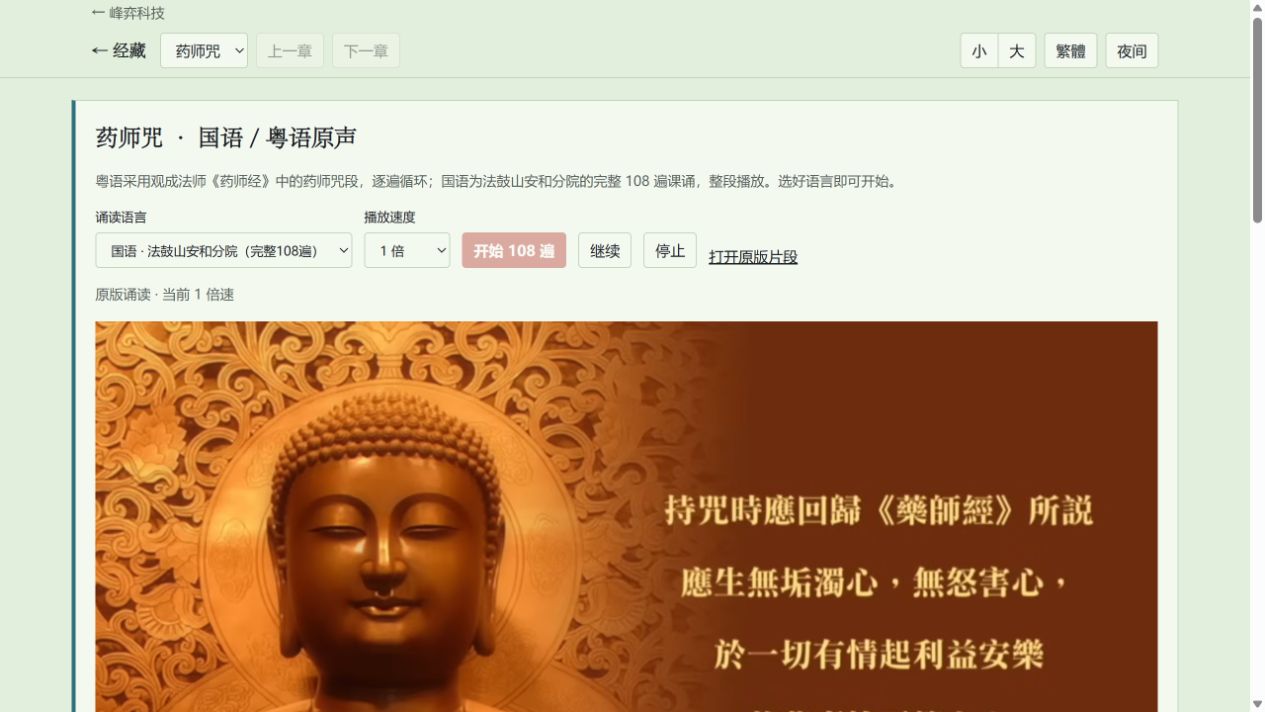 ← 峰弈科技
← 经藏 药师咒 上一章 下一章 小 大 繁體 夜间
药师咒 · 国语 / 粤语原声
粤语采用观成法师《药师经》中的药师咒段，逐遍循环；国语为法鼓山安和分院的完整 108 遍课诵，整段播放。选好语言即可开始。
诵读语言 播放速度
国语 · 法鼓山安和分院（完整108遍） 1 倍 开始 108 遍 继续 停止 打开原版片段
原版诵读 · 当前 1 倍速
持咒時應回歸《藥師經》所説
應生無垢濁心，無怒害心，
於一切有情起利益安樂